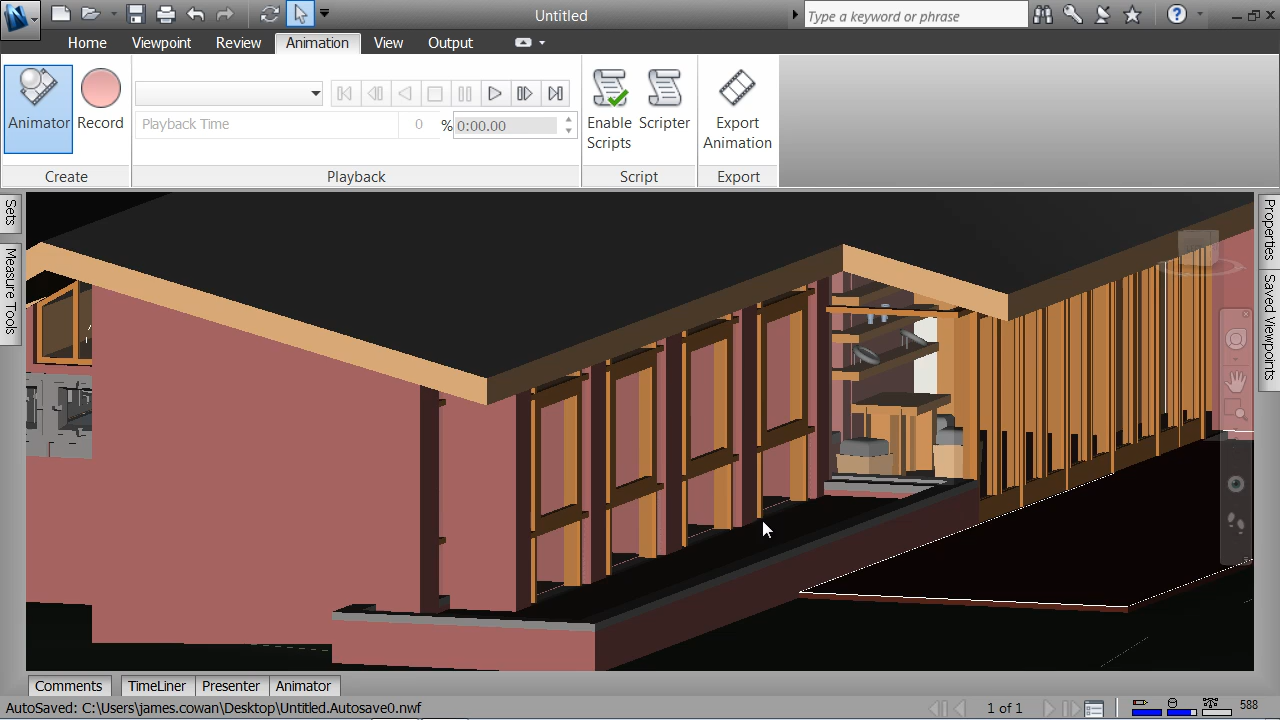 Untitled
Type a keyword or phrase
Home Viewpoint Review Animation View Output
Animator
Record
Playback Time 0 % 0:00.00
Enable Scripts
Scripter
Export Animation
Create Playback Script Export
Sets
Measure Tools
Properties
Saved Viewpoints
Comments TimeLiner Presenter Animator
AutoSaved: C:\Users\james.cowan\Desktop\Untitled.Autosave0.nwf
1 of 1
588